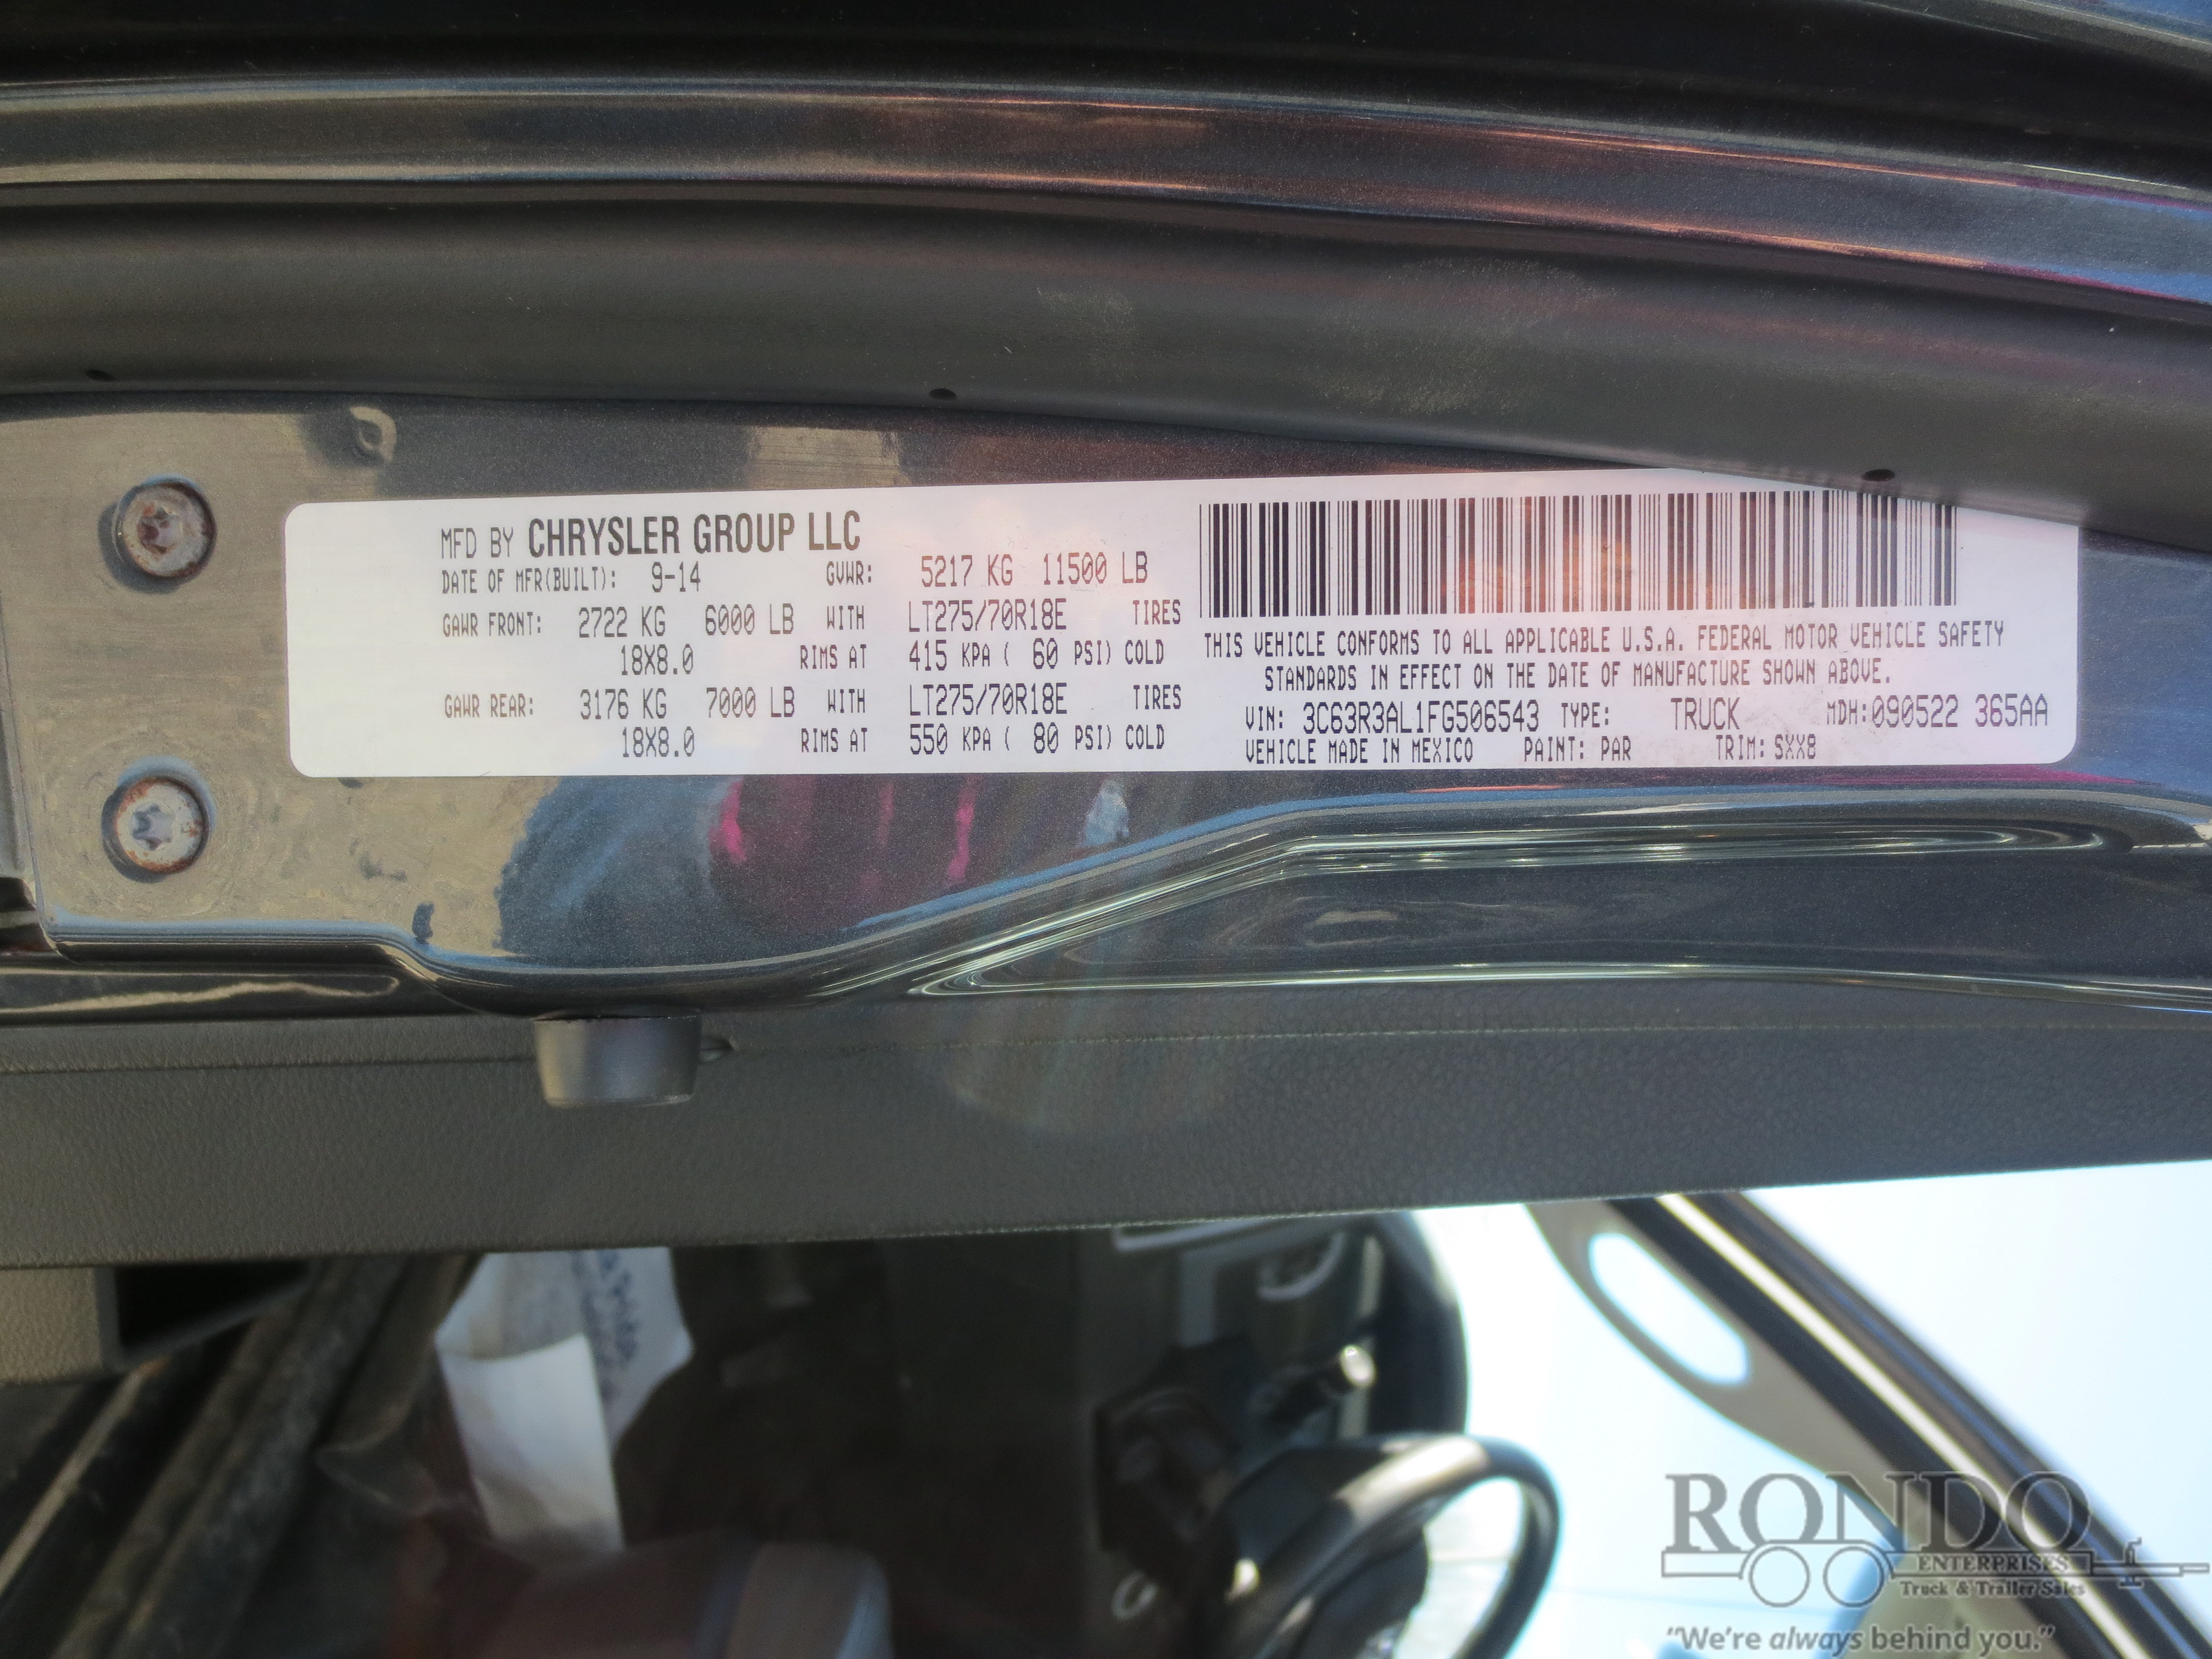 MFD BY CHRYSLER GROUP LLC
DATE OF MFR(BUILT): 9-14 GVWR: 5217 KG 11500 LB
GAWR FRONT: 2722 KG 6000 LB WITH LT275/70R18E TIRES
18X8.0 RIMS AT 415 KPA ( 60 PSI) COLD
GAWR REAR: 3176 KG 7000 LB WITH LT275/70R18E TIRES
18X8.0 RIMS AT 550 KPA ( 80 PSI) COLD
THIS VEHICLE CONFORMS TO ALL APPLICABLE U.S.A. FEDERAL MOTOR VEHICLE SAFETY
STANDARDS IN EFFECT ON THE DATE OF MANUFACTURE SHOWN ABOVE.
VIN: 3C63R3AL1FG506543 TYPE: TRUCK MDH:090522 365AA
VEHICLE MADE IN MEXICO PAINT: PAR TRIM: SXX8
RONDO
ENTERPRISES
Truck & Trailer Sales
"We're always behind you."